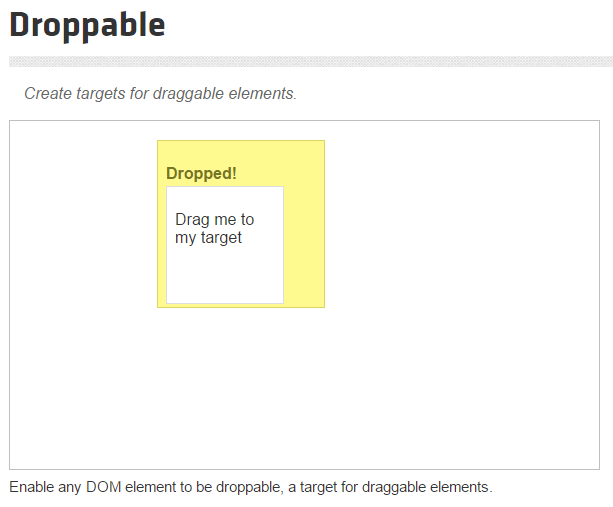 Droppable
Create targets for draggable elements.
Dropped!
Drag me to
my target
Enable any DOM element to be droppable, a target for draggable elements.